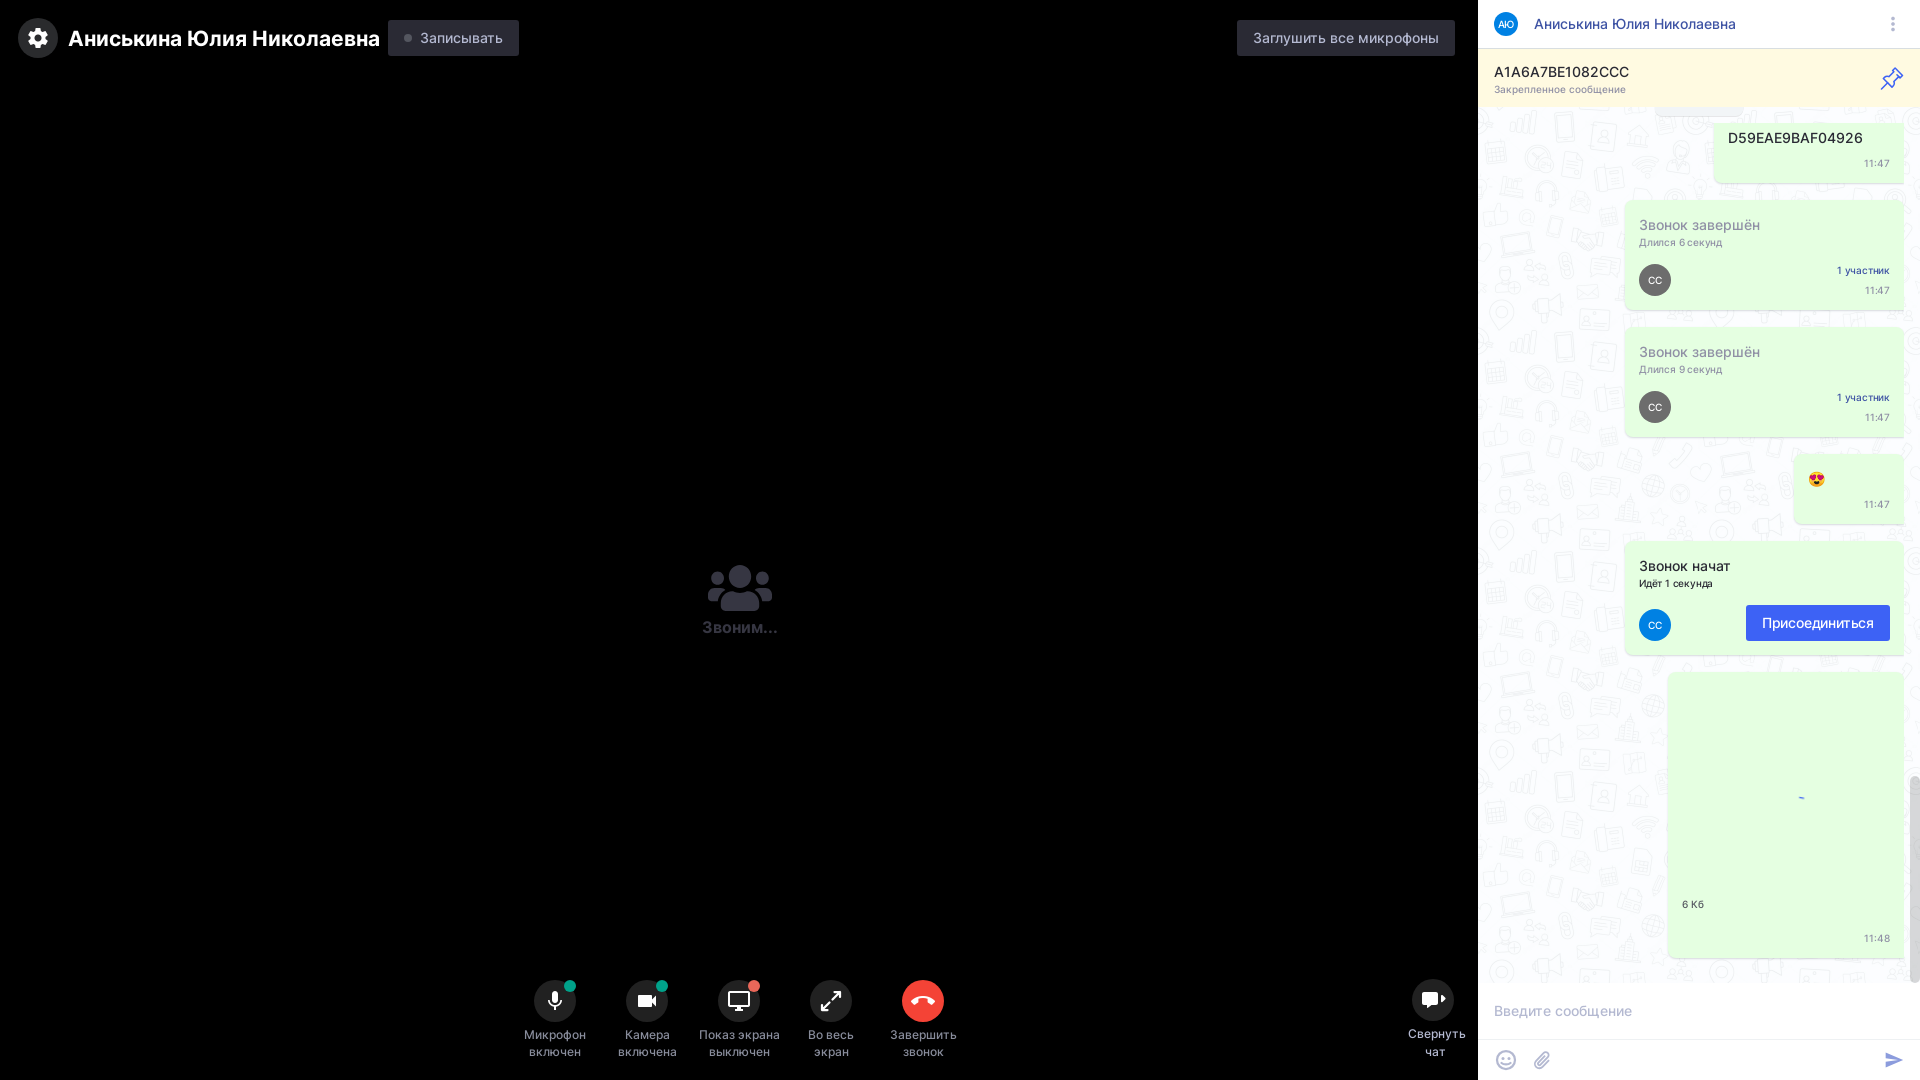 Аниськина Юлия Николаевна
Записывать
Заглушить все микрофоны
Звоним...
Микрофон
включен
Камера
включена
Показ экрана
выключен
Во весь
экран
Завершить
звонок
Свернуть
чат
АЮ
Аниськина Юлия Николаевна
A1A6A7BE1082CCC
Закрепленное сообщение
D59EAE9BAF04926
11:47
Звонок завершён
Длился 6 секунд
СС
1 участник
11:47
Звонок завершён
Длился 9 секунд
СС
1 участник
11:47
11:47
Звонок начат
Идёт 1 секунда
СС
Присоединиться
6 Кб
11:48
Введите сообщение